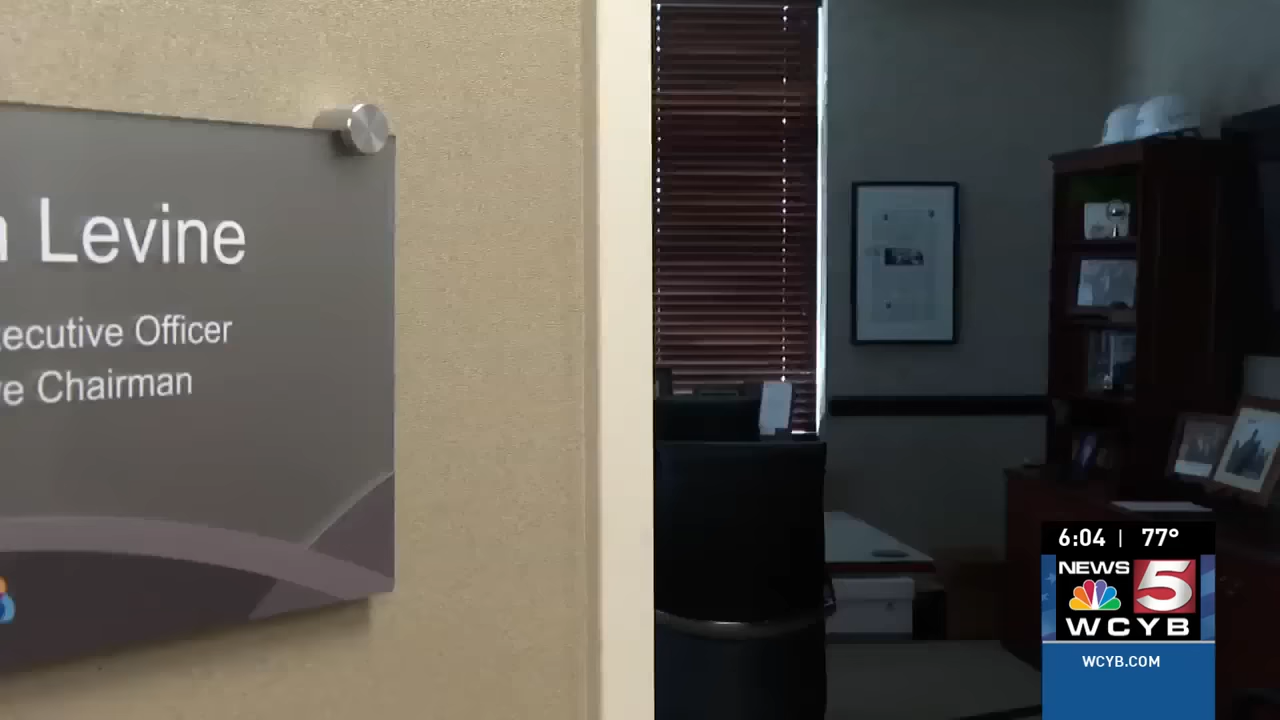 Levine
ecutive Officer
e Chairman
6:04 | 77°
NEWS 5
WCYB
WCYB.COM